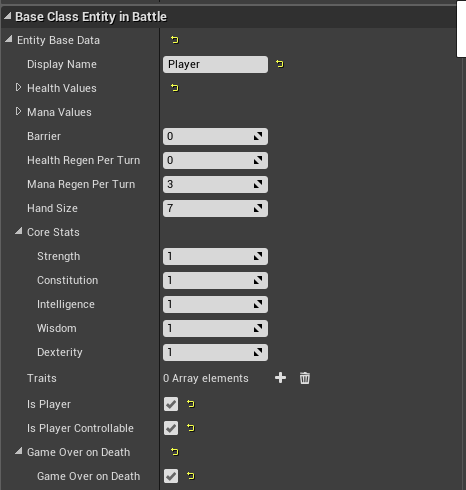 Base Class Entity in Battle
Entity Base Data
Display Name Player
Health Values
Mana Values
Barrier 0
Health Regen Per Turn 0
Mana Regen Per Turn 3
Hand Size 7
Core Stats
Strength 1
Constitution 1
Intelligence 1
Wisdom 1
Dexterity 1
Traits 0 Array elements
Is Player
Is Player Controllable
Game Over on Death
Game Over on Death